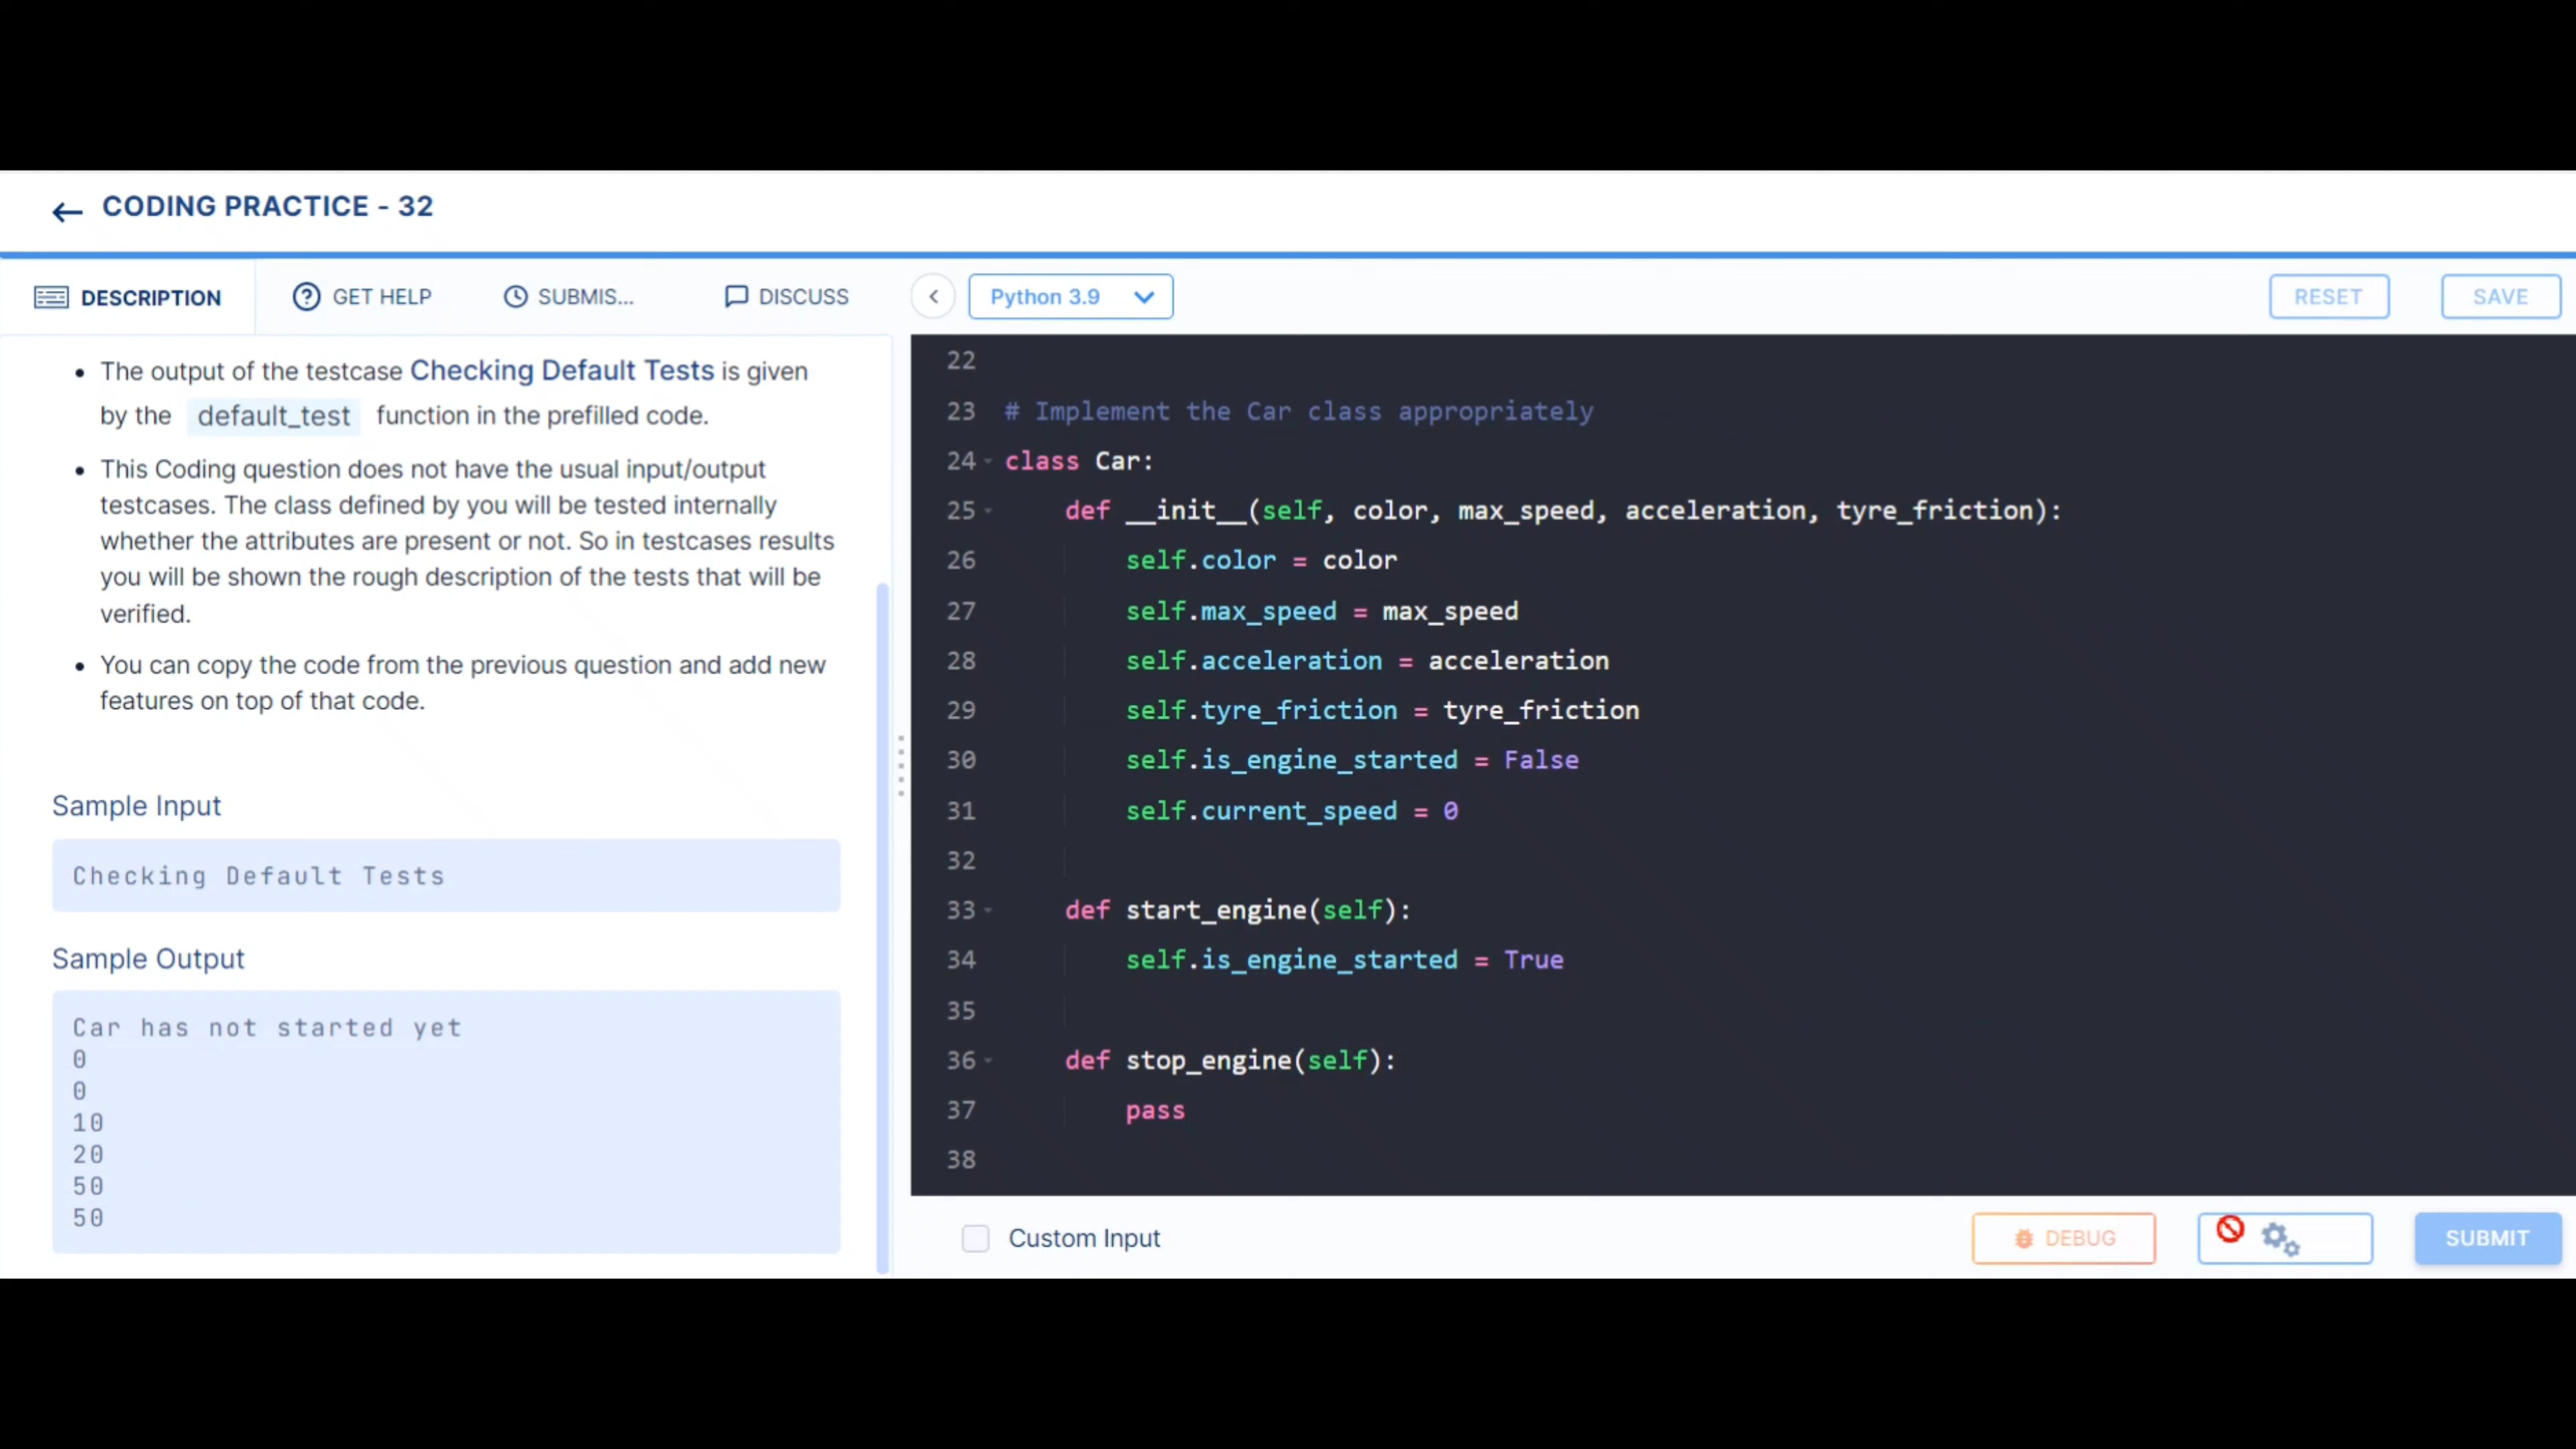 CODING PRACTICE - 32
DESCRIPTION
GET HELP
SUBMIS...
DISCUSS
Python 3.9
RESET
SAVE
The output of the testcase Checking Default Tests is given
by the default_test function in the prefilled code.
This Coding question does not have the usual input/output
testcases. The class defined by you will be tested internally
whether the attributes are present or not. So in testcases results
you will be shown the rough description of the tests that will be
verified.
You can copy the code from the previous question and add new
features on top of that code.
Sample Input
Checking Default Tests
Sample Output
Car has not started yet
0
0
10
20
50
50
22
23 # Implement the Car class appropriately
24 class Car:
25 def __init__(self, color, max_speed, acceleration, tyre_friction):
26 self.color = color
27 self.max_speed = max_speed
28 self.acceleration = acceleration
29 self.tyre_friction = tyre_friction
30 self.is_engine_started = False
31 self.current_speed = 0
32
33 def start_engine(self):
34 self.is_engine_started = True
35
36 def stop_engine(self):
37 pass
38
Custom Input
DEBUG
SUBMIT